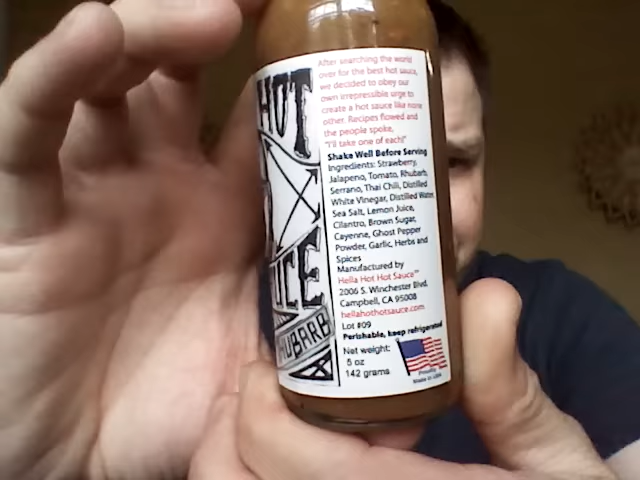 HOT
UCE
HUBARB
After searching the world
over for the best hot sauce,
we decided to obey our
own irrepressible urge to
create a hot sauce like none
other. Recipes flowed and
the people spoke,
"I'll take one of each!"
Shake Well Before Serving
Ingredients: Strawberry,
Jalapeno, Tomato, Rhubarb,
Serrano, Thai Chili, Distilled
White Vinegar, Distilled Water,
Sea Salt, Lemon Juice,
Cilantro, Brown Sugar,
Cayenne, Ghost Pepper
Powder, Garlic, Herbs and
Spices
Manufactured by
Hella Hot Hot Sauce™
2006 S. Winchester Blvd.
Campbell, CA 95008
hellahothotsauce.com
Lot #09
Perishable, keep refrigerated
Net weight:
5 oz
142 grams
Proudly
Made in USA